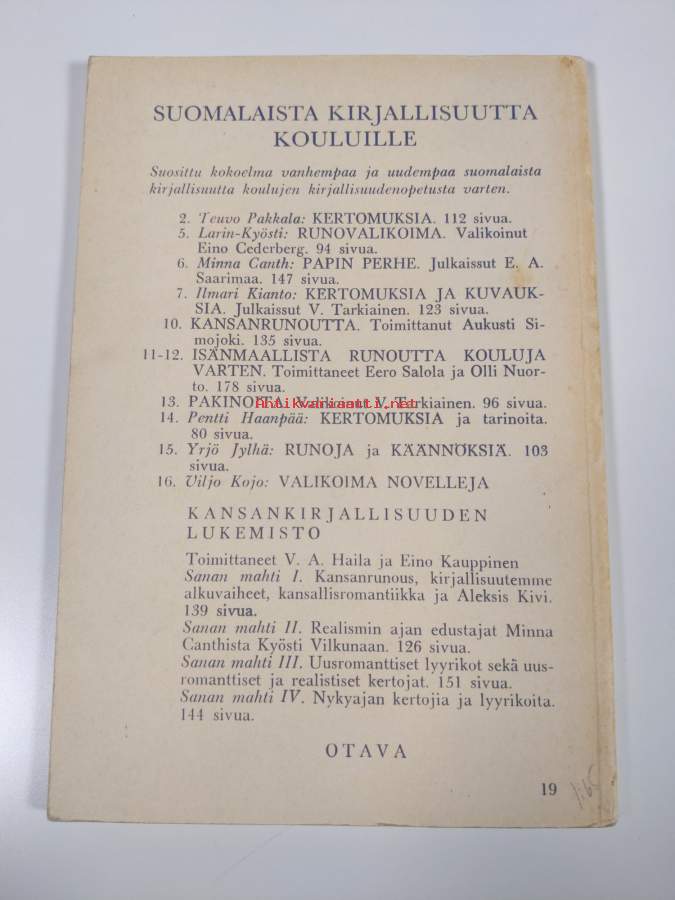 SUOMALAISTA KIRJALLISUUTTA
KOULUILLE
Suosittu kokoelma vanhempaa ja uudempaa suomalaista
kirjallisuutta koulujen kirjallisuudenopetusta varten.
2. Teuvo Pakkala: KERTOMUKSIA. 112 sivua.
5. Larin-Kyösti: RUNOVALIKOIMA. Valikoinut
Eino Cederberg. 94 sivua.
6. Minna Canth: PAPIN PERHE. Julkaissut E. A.
Saarimaa. 147 sivua.
7. Ilmari Kianto: KERTOMUKSIA JA KUVAUK-
SIA. Julkaissut V. Tarkiainen. 123 sivua.
10. KANSANRUNOUTTA. Toimittanut Aukusti Si-
mojoki. 135 sivua.
11-12. ISÄNMAALLISTA RUNOUTTA KOULUJA
VARTEN. Toimittaneet Eero Salola ja Olli Nuor-
to. 178 sivua.
13. PAKINOITA. Valikoinut V. Tarkiainen. 96 sivua.
Antikvariaatti.net
14. Pentti Haanpää: KERTOMUKSIA ja tarinoita.
80 sivua.
15. Yrjö Jylhä: RUNOJA ja KÄÄNNÖKSIÄ. 103
sivua.
16. Viljo Kojo: VALIKOIMA NOVELLEJA
KANSANKIRJALLISUUDEN
LUKEMISTO
Toimittaneet V. A. Haila ja Eino Kauppinen
Sanan mahti I. Kansanrunous, kirjallisuutemme
alkuvaiheet, kansallisromantiikka ja Aleksis Kivi.
139 sivua.
Sanan mahti II. Realismin ajan edustajat Minna
Canthista Kyösti Vilkunaan. 126 sivua.
Sanan mahti III. Uusromanttiset lyyrikot sekä uus-
romanttiset ja realistiset kertojat. 151 sivua.
Sanan mahti IV. Nykyajan kertojia ja lyyrikoita.
144 sivua.
OTAVA
19
1:65